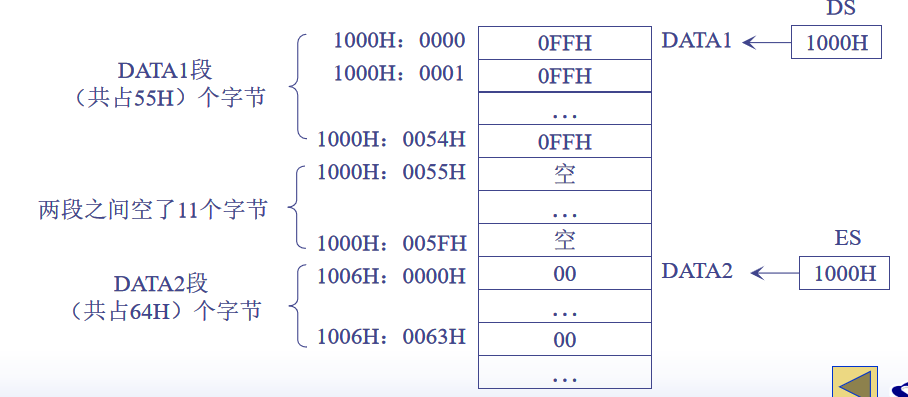 DS
1000H：0000 0FFH DATA1 1000H
DATA1段
1000H：0001 0FFH
（共占55H）个字节
…
1000H：0054H 0FFH
1000H：0055H 空
两段之间空了11个字节
…
1000H：005FH 空
ES
1006H：0000H 00 DATA2 1000H
DATA2段
（共占64H）个字节
…
1006H：0063H 00
…